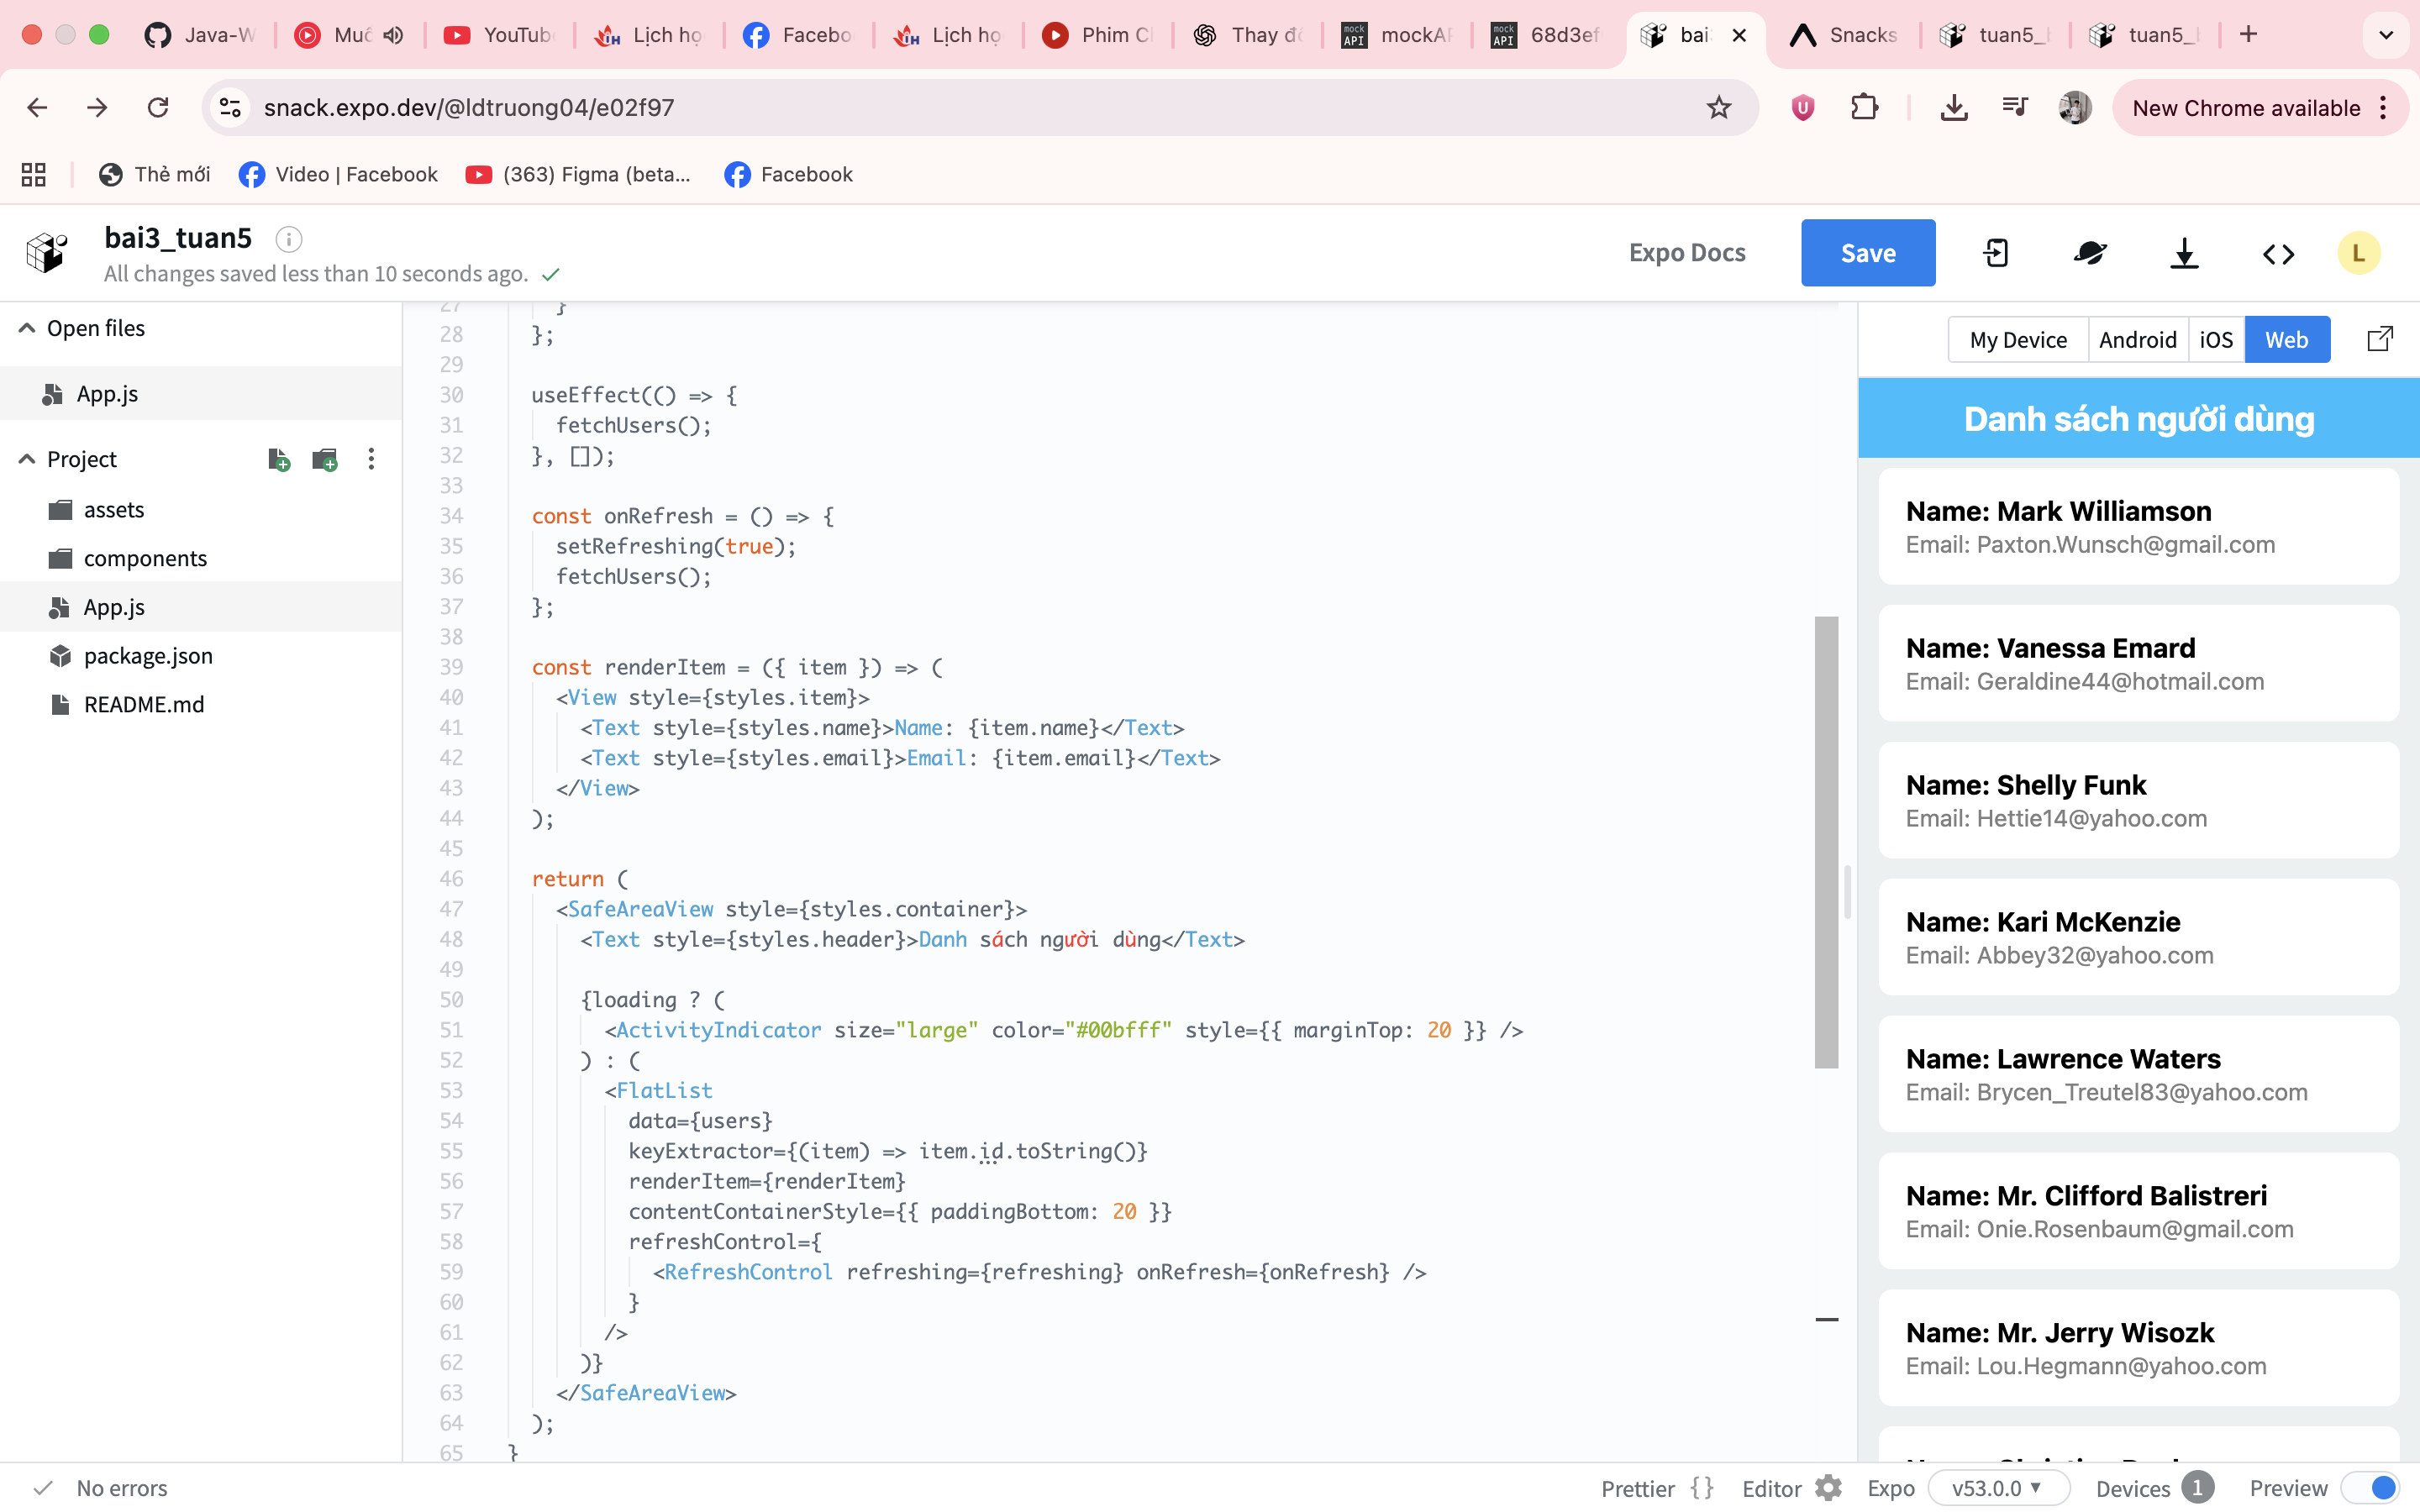 Java-W
Muố
YouTub
Lịch họ
Facebo
Lịch họ
Phim C
Thay đổ
mock API mockAP
mock API 68d3ef
bai3
Snacks
tuan5_b
tuan5_b
snack.expo.dev/@ldtruong04/e02f97
New Chrome available
Thẻ mới
Video | Facebook
(363) Figma (beta...
Facebook
bai3_tuan5
All changes saved less than 10 seconds ago.
Expo Docs
Save
L
Open files
App.js
Project
assets
components
App.js
package.json
README.md
27 }
28 };
29
30 useEffect(() => {
31 fetchUsers();
32 }, []);
33
34 const onRefresh = () => {
35 setRefreshing(true);
36 fetchUsers();
37 };
38
39 const renderItem = ({ item }) => (
40 <View style={styles.item}>
41 <Text style={styles.name}>Name: {item.name}</Text>
42 <Text style={styles.email}>Email: {item.email}</Text>
43 </View>
44 );
45
46 return (
47 <SafeAreaView style={styles.container}>
48 <Text style={styles.header}>Danh sách người dùng</Text>
49
50 {loading ? (
51 <ActivityIndicator size="large" color="#00bfff" style={{ marginTop: 20 }} />
52 ) : (
53 <FlatList
54 data={users}
55 keyExtractor={(item) => item.id.toString()}
56 renderItem={renderItem}
57 contentContainerStyle={{ paddingBottom: 20 }}
58 refreshControl={
59 <RefreshControl refreshing={refreshing} onRefresh={onRefresh} />
60 }
61 />
62 )}
63 </SafeAreaView>
64 );
65 }
My Device
Android
iOS
Web
Danh sách người dùng
Name: Mark Williamson
Email: Paxton.Wunsch@gmail.com
Name: Vanessa Emard
Email: Geraldine44@hotmail.com
Name: Shelly Funk
Email: Hettie14@yahoo.com
Name: Kari McKenzie
Email: Abbey32@yahoo.com
Name: Lawrence Waters
Email: Brycen_Treutel83@yahoo.com
Name: Mr. Clifford Balistreri
Email: Onie.Rosenbaum@gmail.com
Name: Mr. Jerry Wisozk
Email: Lou.Hegmann@yahoo.com
No errors
Prettier {}
Editor
Expo
v53.0.0
Devices 1
Preview